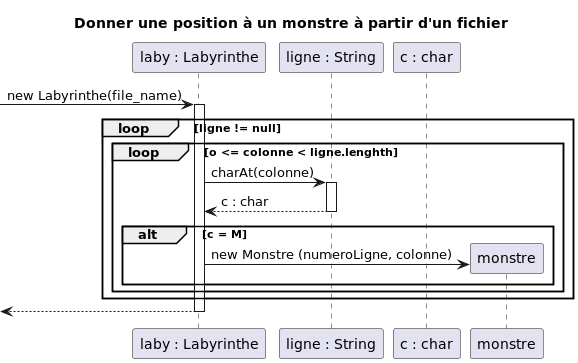 Donner une position à un monstre à partir d'un fichier
laby : Labyrinthe ligne : String c : char
new Labyrinthe(file_name)
loop [ligne != null]
loop [o <= colonne < ligne.lenghth]
charAt(colonne)
c : char
alt [c = M]
new Monstre (numeroLigne, colonne) monstre
laby : Labyrinthe ligne : String c : char monstre